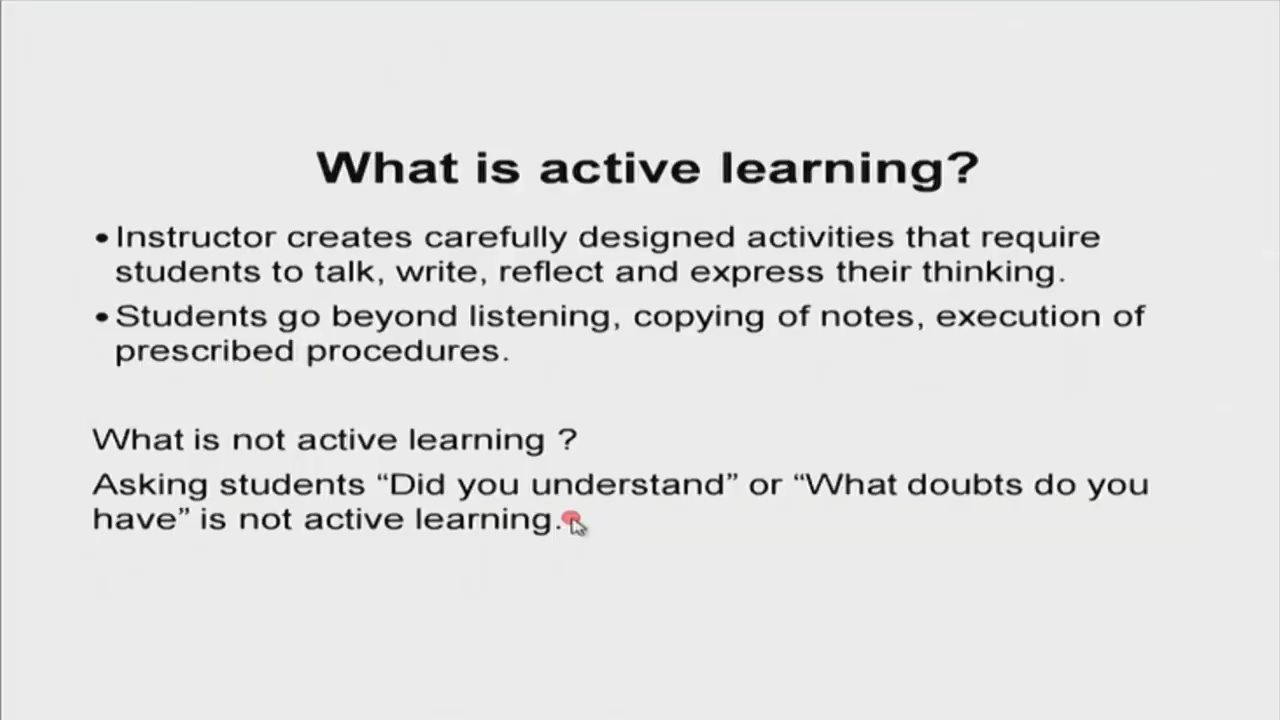 What is active learning?
•Instructor creates carefully designed activities that require
students to talk, write, reflect and express their thinking.
•Students go beyond listening, copying of notes, execution of
prescribed procedures.
What is not active learning ?
Asking students “Did you understand” or “What doubts do you
have” is not active learning.